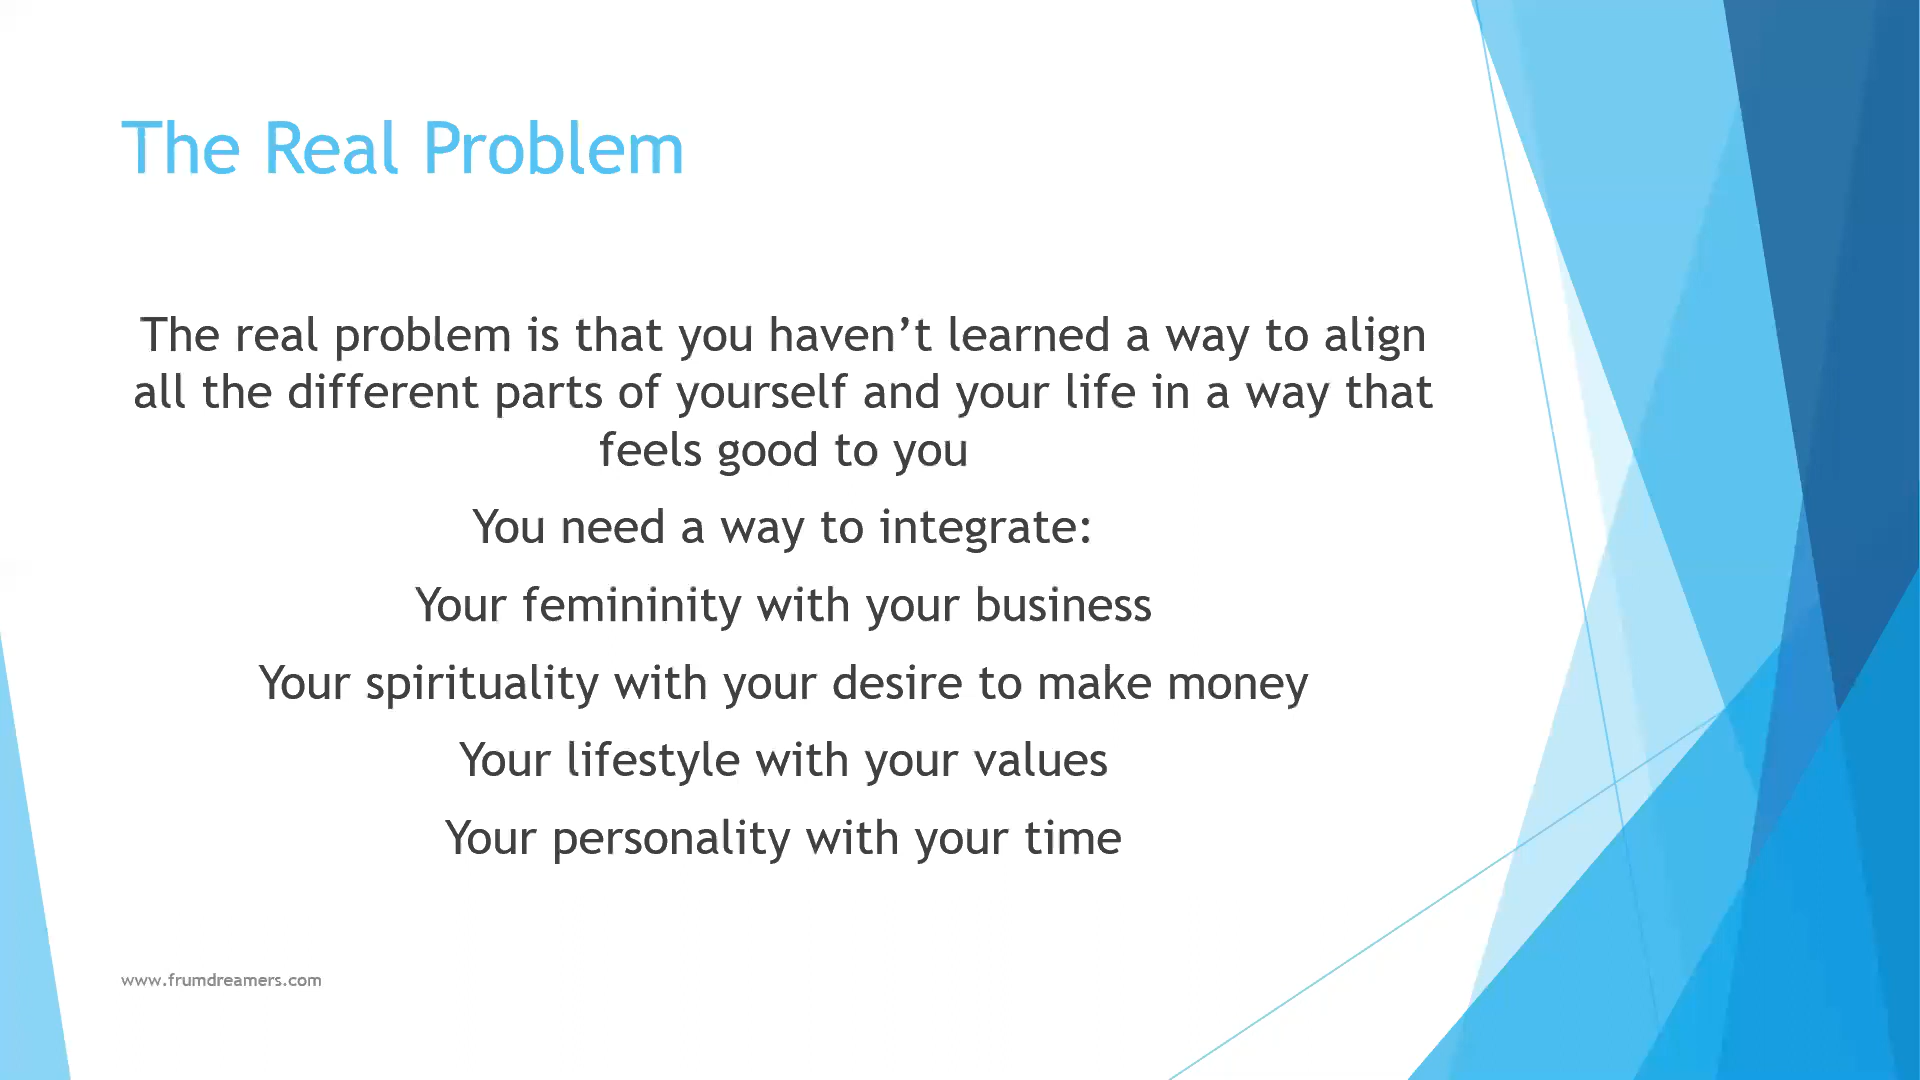 The Real Problem
The real problem is that you haven’t learned a way to align
all the different parts of yourself and your life in a way that
feels good to you
You need a way to integrate:
Your femininity with your business
Your spirituality with your desire to make money
Your lifestyle with your values
Your personality with your time
www.frumdreamers.com